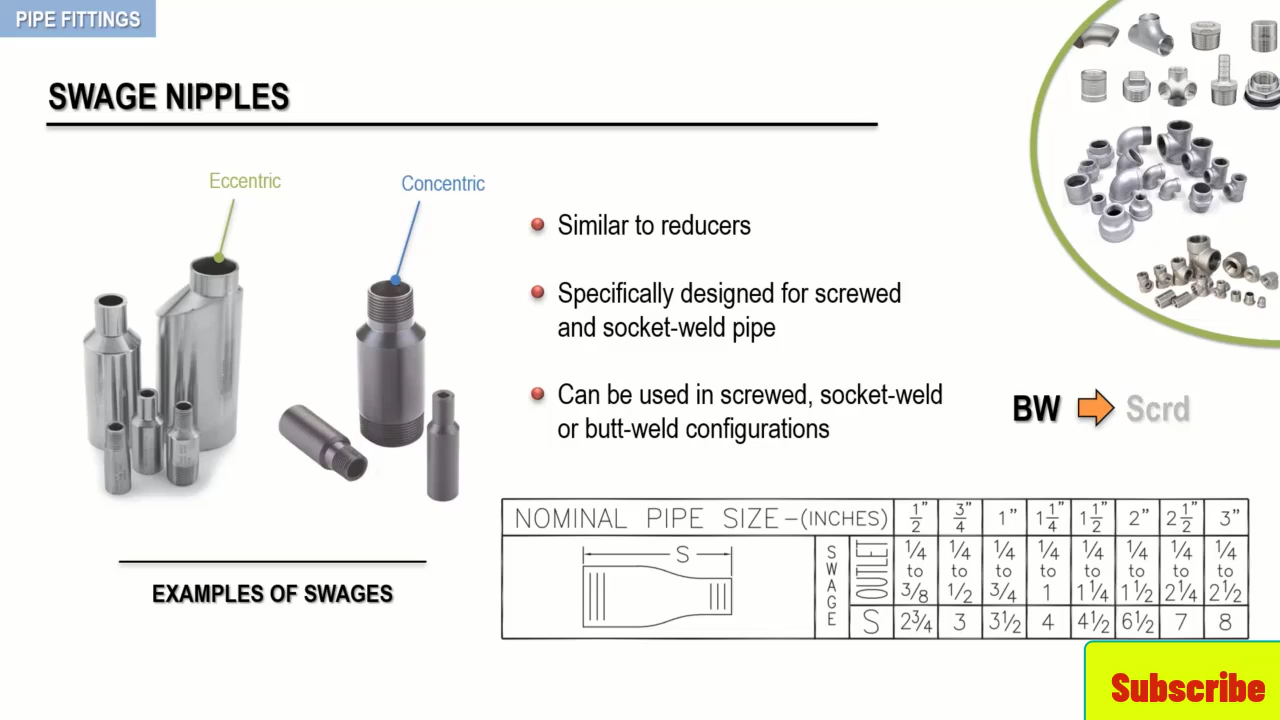 PIPE FITTINGS
SWAGE NIPPLES
Eccentric
Concentric
Similar to reducers
Specifically designed for screwed
and socket-weld pipe
Can be used in screwed, socket-weld
or butt-weld configurations
BW
Scrd
EXAMPLES OF SWAGES
NOMINAL PIPE SIZE-(INCHES) 1/2" 3/4" 1" 1 1/4" 1 1/2" 2" 2 1/2" 3"
S
SWAGE
OUTLET 1/4 to 3/8 1/4 to 1/2 1/4 to 3/4 1/4 to 1 1/4 to 1 1/4 1/4 to 1 1/2 1/4 to 2 1/4 1/4 to 2 1/2
S 2 3/4 3 3 1/2 4 4 1/2 6 1/2 7 8
Subscribe